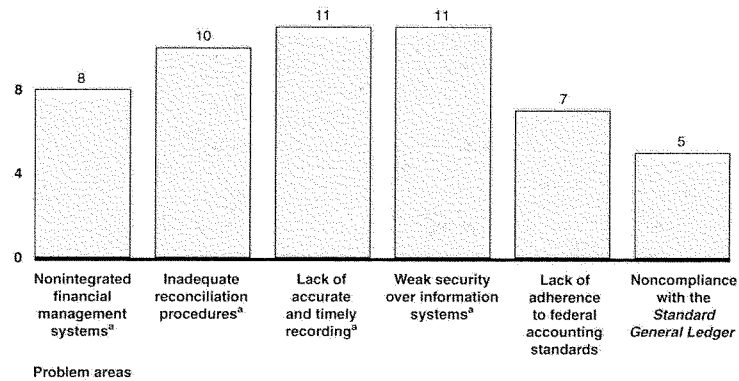 11
11
10
8
8
7
5
4
0
Nonintegrated
financial
management
systemsᵃ
Inadequate
reconciliation
proceduresᵃ
Lack of
accurate
and timely
recordingᵃ
Weak security
over information
systemsᵃ
Lack of
adherence
to federal
accounting
standards
Noncompliance
with the
Standard
General Ledger
Problem areas